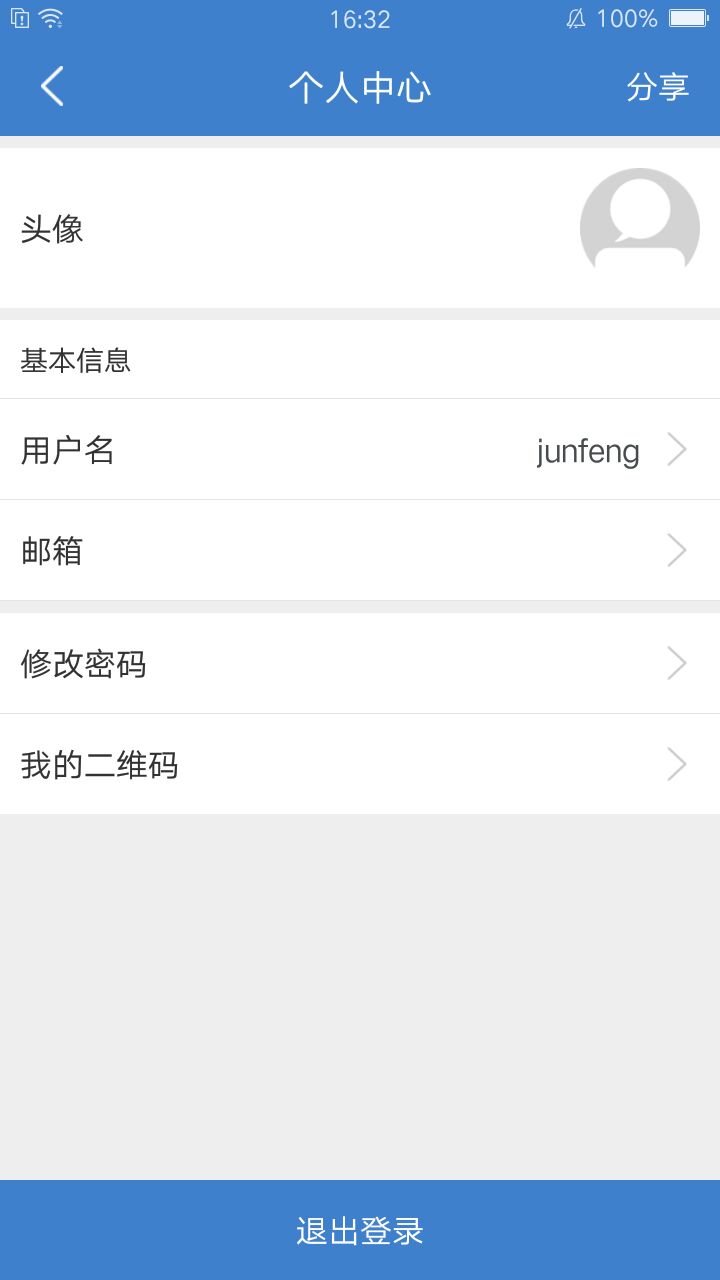 16:32 100%
个人中心 分享
头像
基本信息
用户名 junfeng
邮箱
修改密码
我的二维码
退出登录